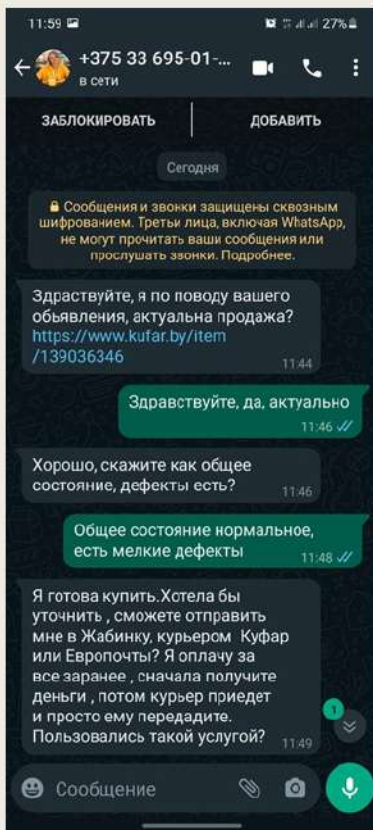 11:59
27%
+375 33 695-01-...
в сети
ЗАБЛОКИРОВАТЬ
ДОБАВИТЬ
Сегодня
Сообщения и звонки защищены сквозным
шифрованием. Третьи лица, включая WhatsApp,
не могут прочитать ваши сообщения или
прослушать звонки. Подробнее.
Здраствуйте, я по поводу вашего
обьявления, актуальна продажа?
https://www.kufar.by/item
/139036346
11:44
Здравствуйте, да, актуально
11:46
Хорошо, скажите как общее
состояние, дефекты есть?
11:46
Общее состояние нормальное,
есть мелкие дефекты
11:48
Я готова купить.Хотела бы
уточнить , сможете отправить
мне в Жабинку, курьером Куфар
или Европочты? Я оплачу за
все заранее , сначала получите
деньги , потом курьер приедет
и просто ему передадите.
Пользовались такой услугой?
11:49
1
Сообщение